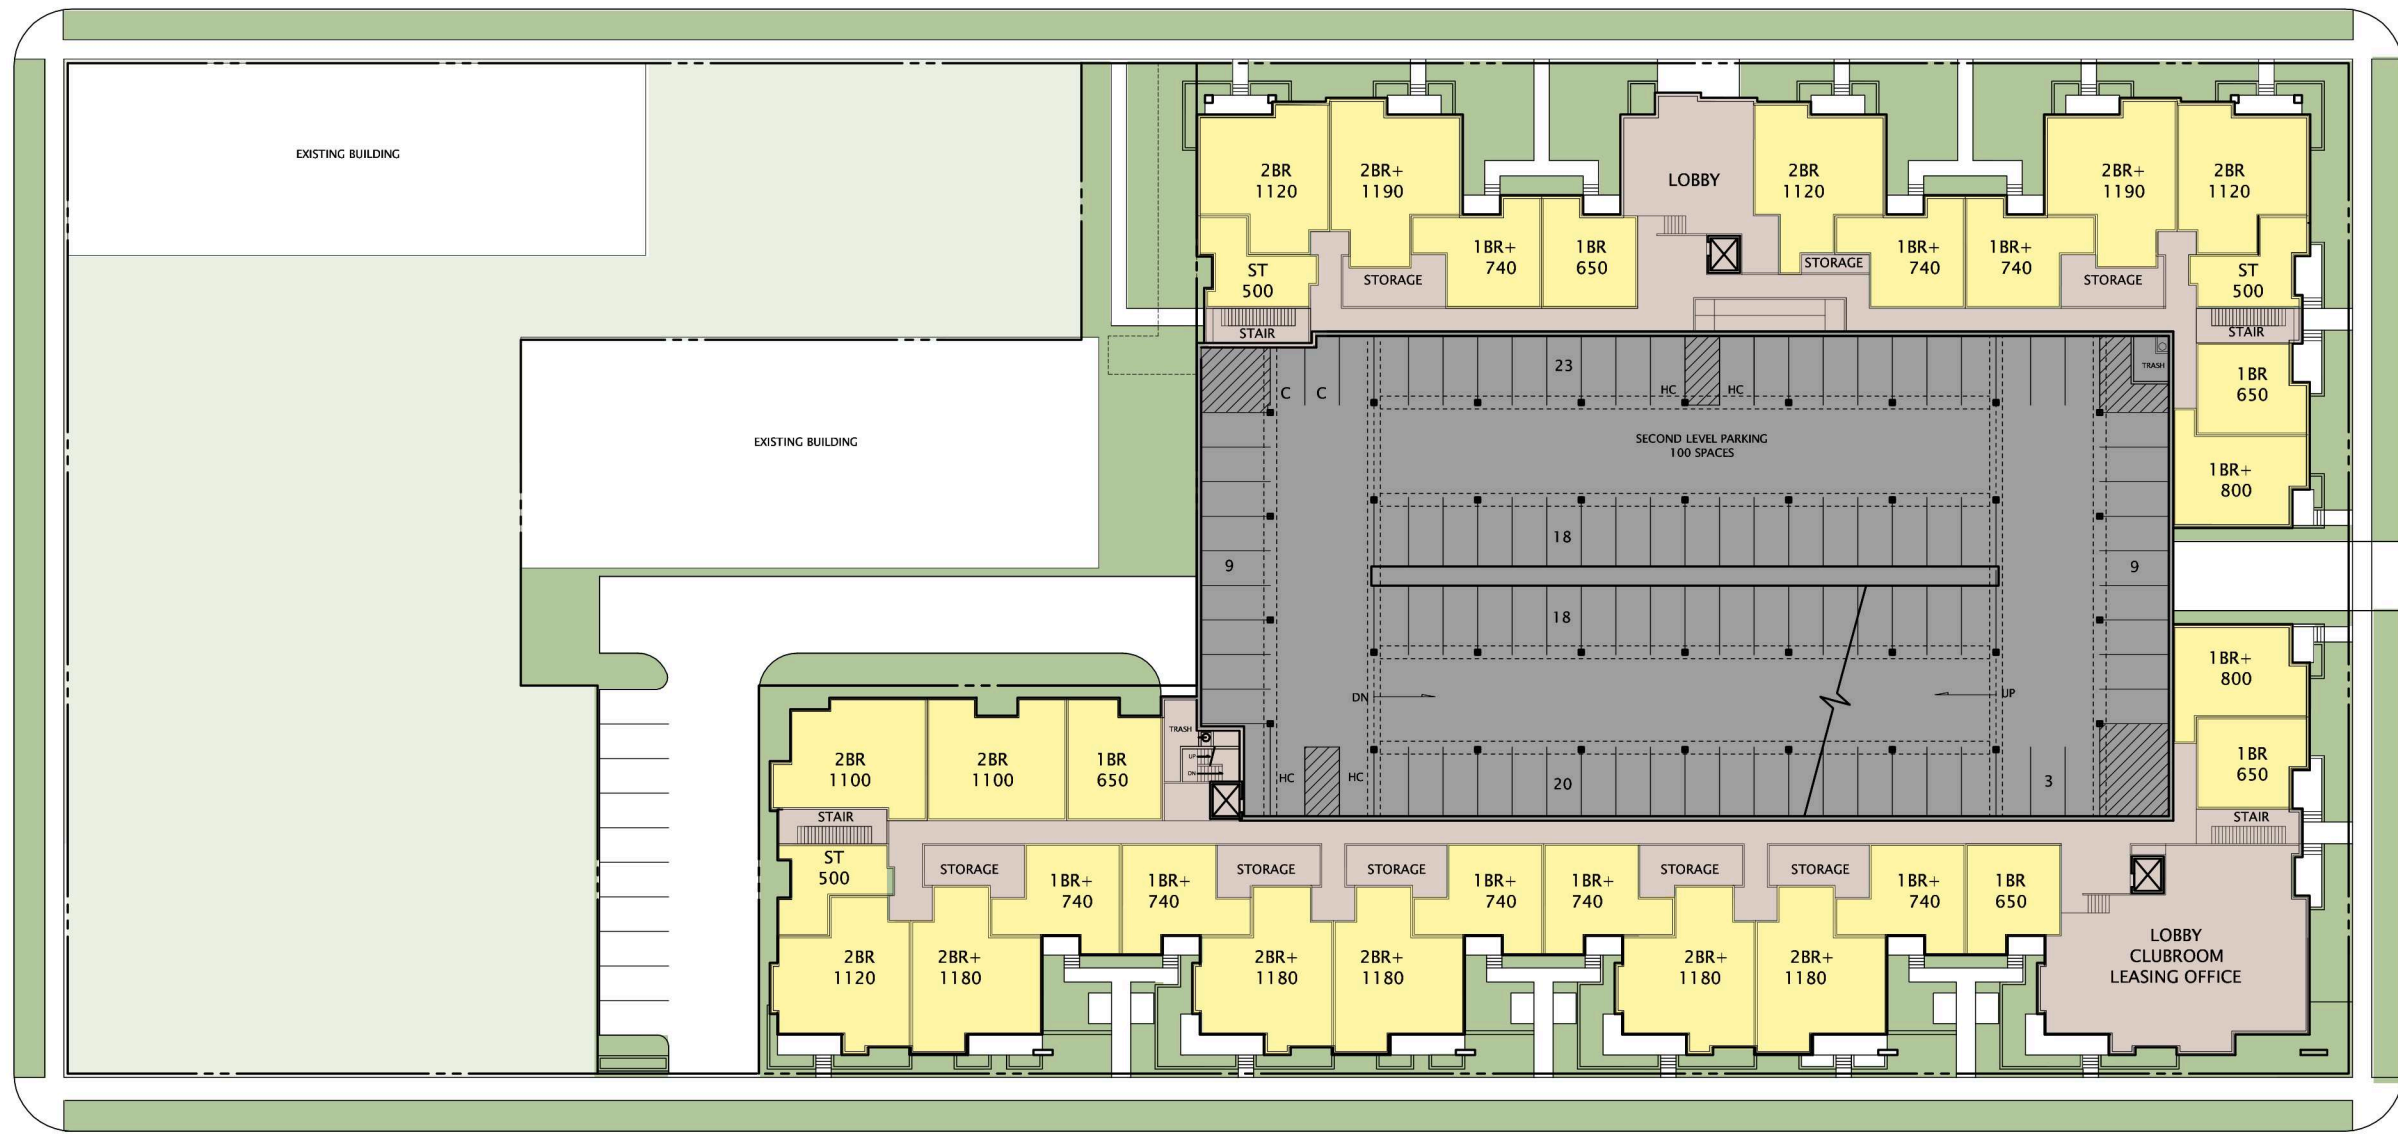 EXISTING BUILDING
2BR
1120
2BR+
1190
LOBBY
2BR
1120
2BR+
1190
2BR
1120
ST
500
STORAGE
1BR+
740
1BR
650
STORAGE
1BR+
740
1BR+
740
STORAGE
ST
500
STAIR
STAIR
C
C
23
HC
HC
TRASH
1BR
650
EXISTING BUILDING
SECOND LEVEL PARKING
100 SPACES
1BR+
800
18
9
9
18
1BR+
800
DN
UP
TRASH
UP
DN
2BR
1100
2BR
1100
1BR
650
HC
HC
20
3
1BR
650
STAIR
STAIR
ST
500
STORAGE
1BR+
740
1BR+
740
STORAGE
STORAGE
1BR+
740
1BR+
740
STORAGE
STORAGE
1BR+
740
1BR
650
2BR
1120
2BR+
1180
2BR+
1180
2BR+
1180
2BR+
1180
2BR+
1180
LOBBY
CLUBROOM
LEASING OFFICE